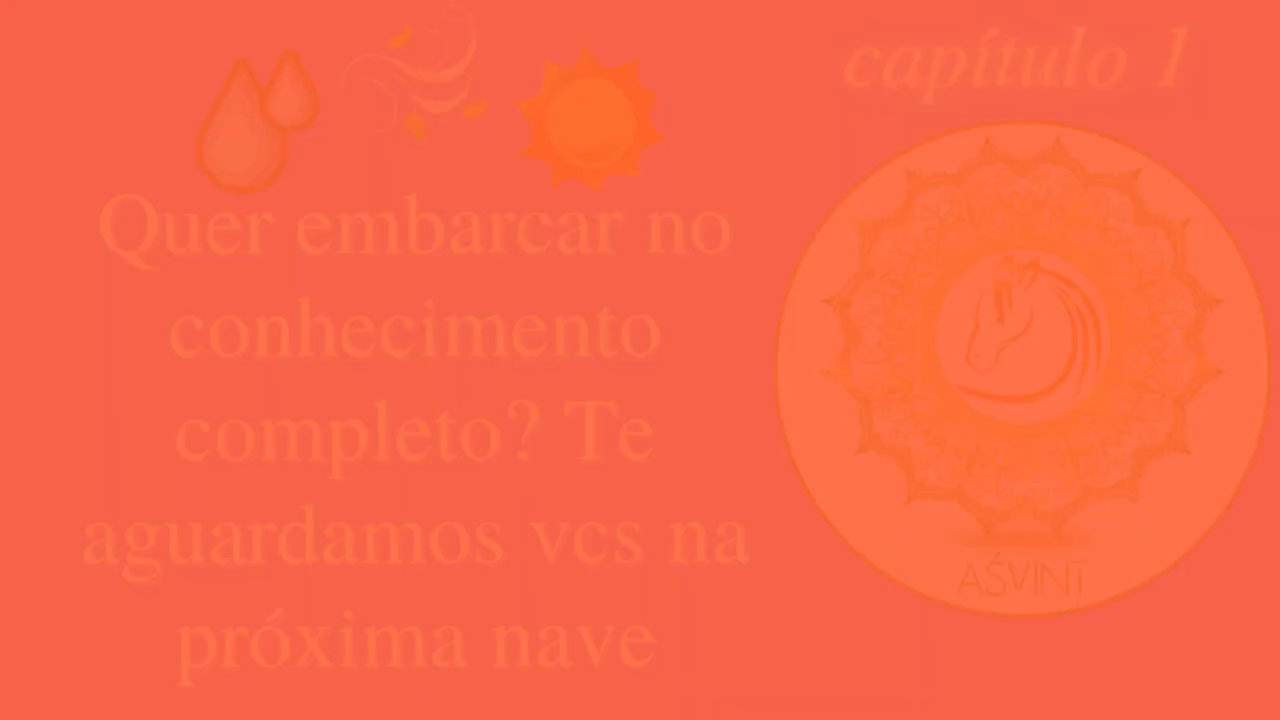 capítulo 1
Quer embarcar no
conhecimento
completo? Te
aguardamos vcs na
próxima nave
AŚVINI